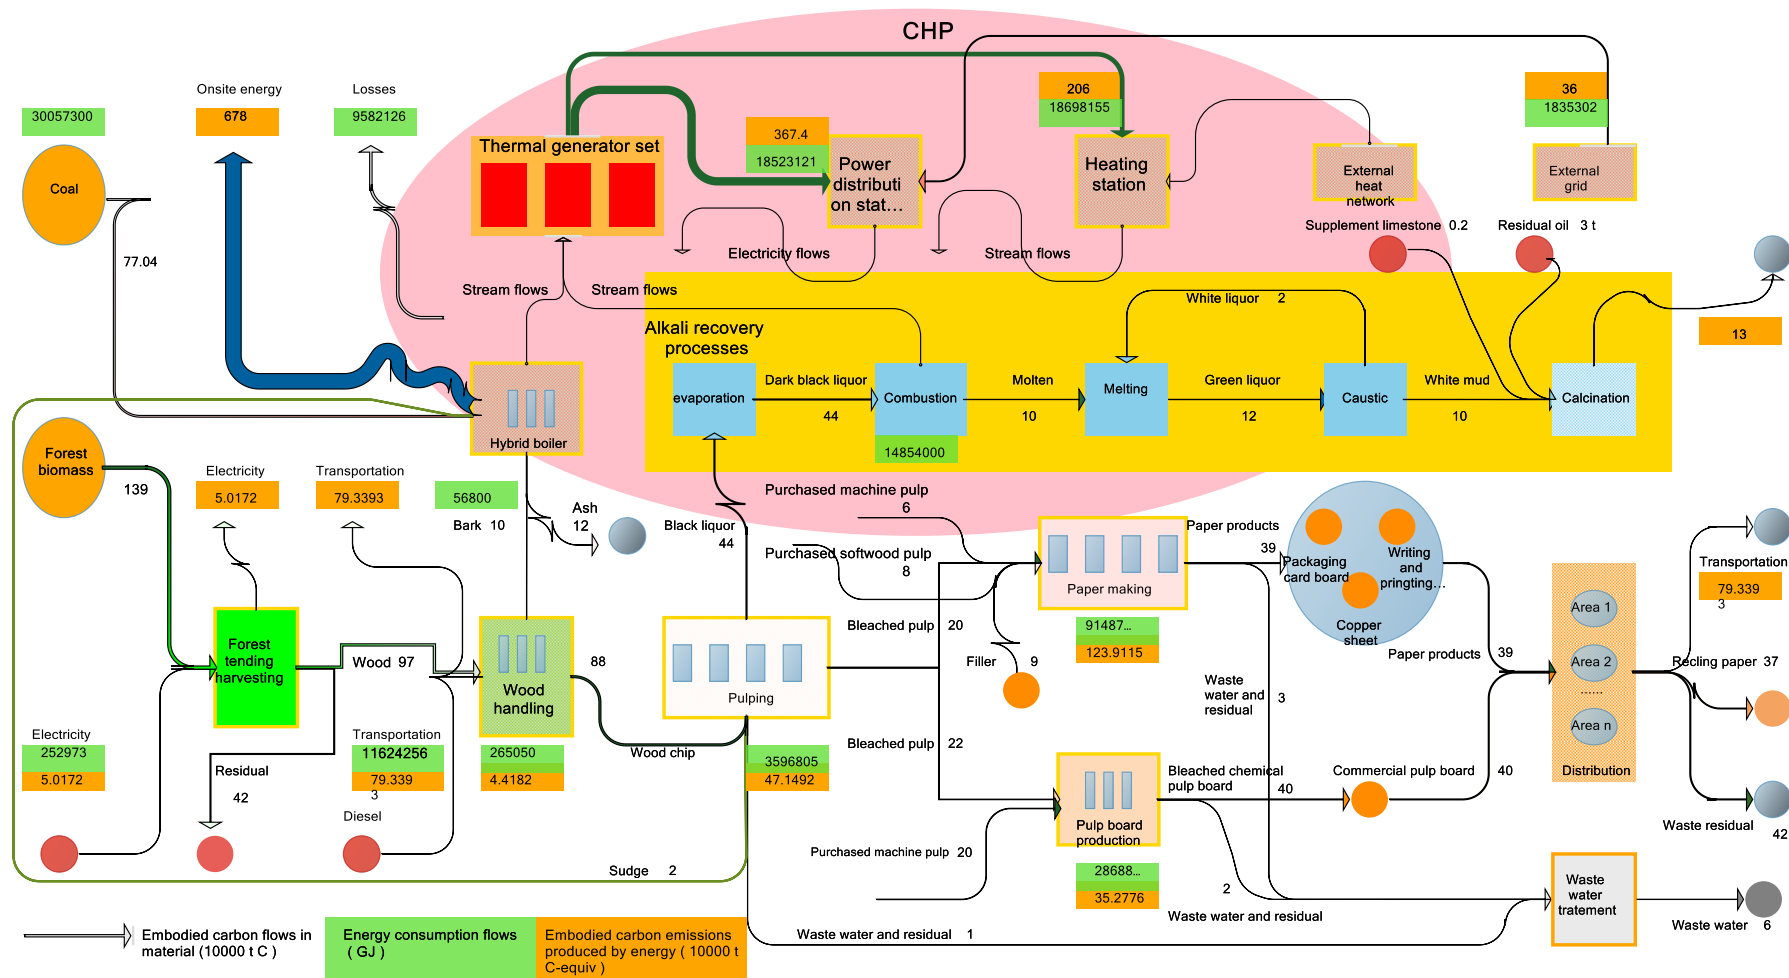 CHP
Onsite energy
Losses
30057300
678
9582126
206
18698155
36
1835302
Coal
Thermal generator set
367.4
18523121
Power
distributi
on stat...
Heating
station
External
heat
network
External
grid
Supplement limestone 0.2
Residual oil 3 t
77.04
Electricity flows
Stream flows
Stream flows
Stream flows
White liquor 2
13
Alkali recovery
processes
evaporation
Dark black liquor
44
Combustion
14854000
Molten
10
Melting
Green liquor
12
Caustic
White mud
10
Calcination
Hybrid boiler
Forest
biomass
139
Electricity
5.0172
Transportation
79.3393
56800
Bark 10
Ash
12
Black liquor
44
Purchased machine pulp
6
Purchased softwood pulp
8
Paper making
91487...
123.9115
Paper products
39
Packaging
card board
Writing
and
pringting...
Copper
sheet
Transportation
79.339
3
Area 1
Area 2
......
Area n
Distribution
Recling paper 37
Paper products 39
Bleached pulp 20
Filler 9
Waste
water and
residual
3
Forest
tending
harvesting
Wood 97
Wood
handling
88
Pulping
Wood chip
Bleached pulp 22
Electricity
252973
5.0172
Residual
42
Transportation
11624256
79.339
3
Diesel
265050
4.4182
3596805
47.1492
Bleached chemical
pulp board
40
Commercial pulp board
40
Pulp board
production
28688...
35.2776
Purchased machine pulp 20
2
Waste water and residual
Waste residual
42
Sudge 2
Waste
water
tratement
Waste water 6
Waste water and residual 1
Embodied carbon flows in
material (10000 t C )
Energy consumption flows
( GJ )
Embodied carbon emissions
produced by energy ( 10000 t
C-equiv )